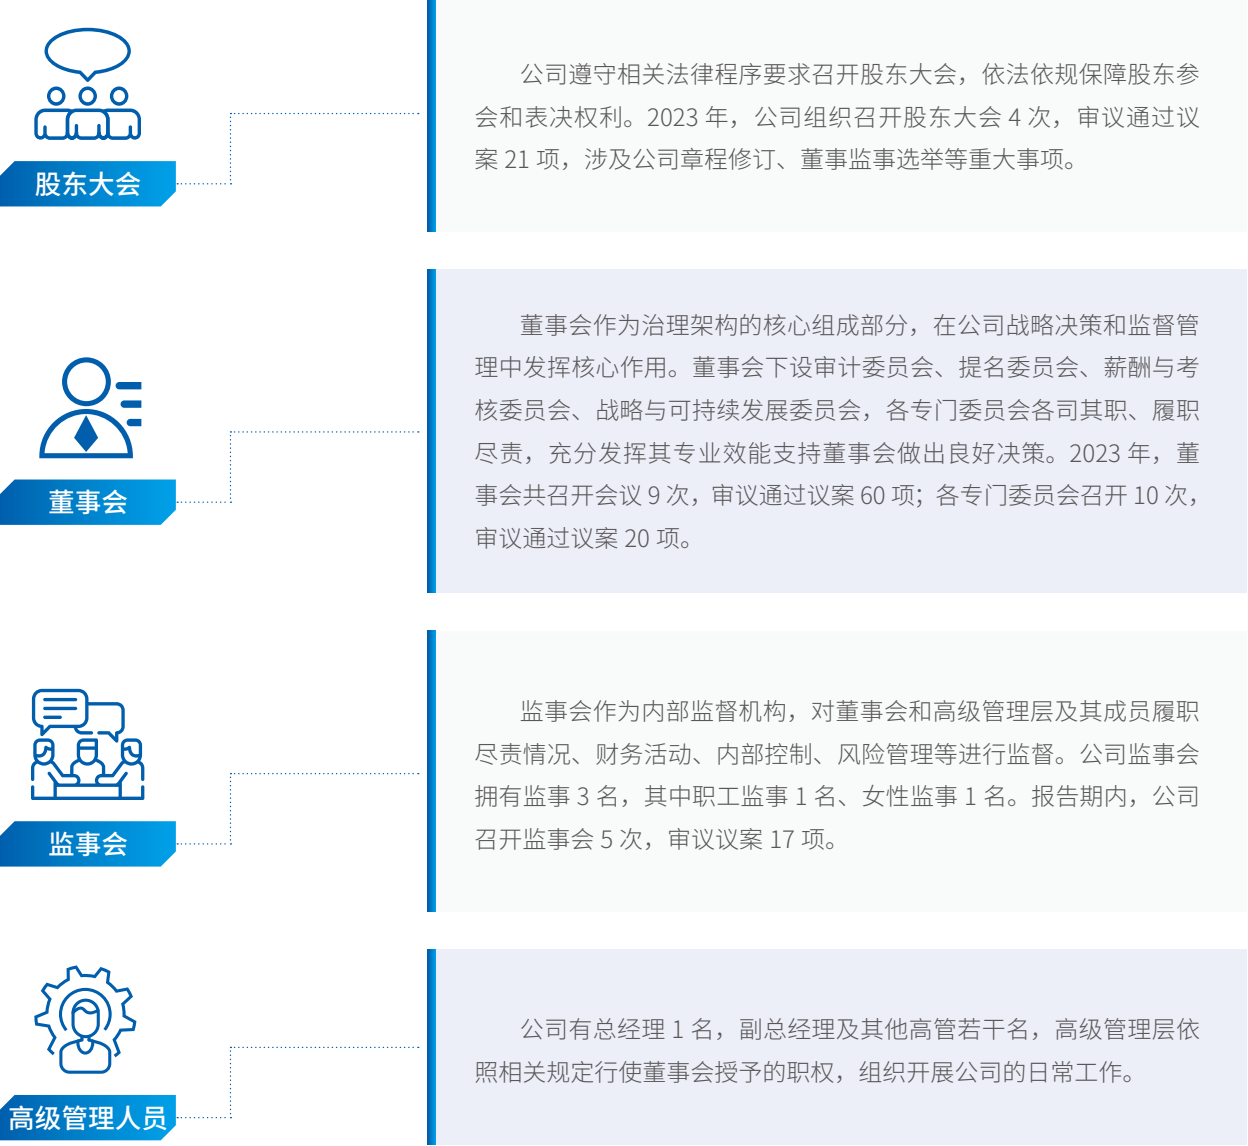 股东大会
公司遵守相关法律程序要求召开股东大会，依法依规保障股东参
会和表决权利。2023 年，公司组织召开股东大会 4 次，审议通过议
案 21 项，涉及公司章程修订、董事监事选举等重大事项。
董事会
董事会作为治理架构的核心组成部分，在公司战略决策和监督管
理中发挥核心作用。董事会下设审计委员会、提名委员会、薪酬与考
核委员会、战略与可持续发展委员会，各专门委员会各司其职、履职
尽责，充分发挥其专业效能支持董事会做出良好决策。2023 年，董
事会共召开会议 9 次，审议通过议案 60 项；各专门委员会召开 10 次，
审议通过议案 20 项。
监事会
监事会作为内部监督机构，对董事会和高级管理层及其成员履职
尽责情况、财务活动、内部控制、风险管理等进行监督。公司监事会
拥有监事 3 名，其中职工监事 1 名、女性监事 1 名。报告期内，公司
召开监事会 5 次，审议议案 17 项。
高级管理人员
公司有总经理 1 名，副总经理及其他高管若干名，高级管理层依
照相关规定行使董事会授予的职权，组织开展公司的日常工作。